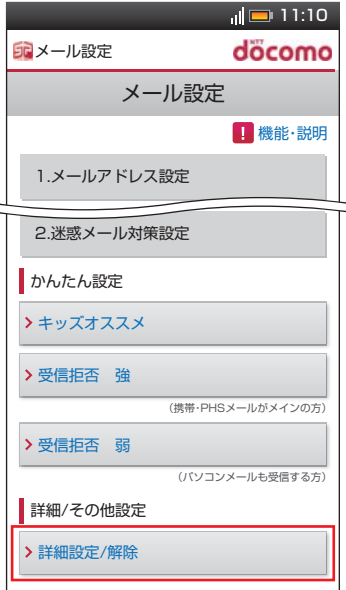 11:10
SP メール設定
NTT
döcomo
メール設定
! 機能・説明
1.メールアドレス設定
2.迷惑メール対策設定
かんたん設定
キッズオススメ
受信拒否　強
(携帯・PHSメールがメインの方)
受信拒否　弱
(パソコンメールも受信する方)
詳細/その他設定
詳細設定/解除